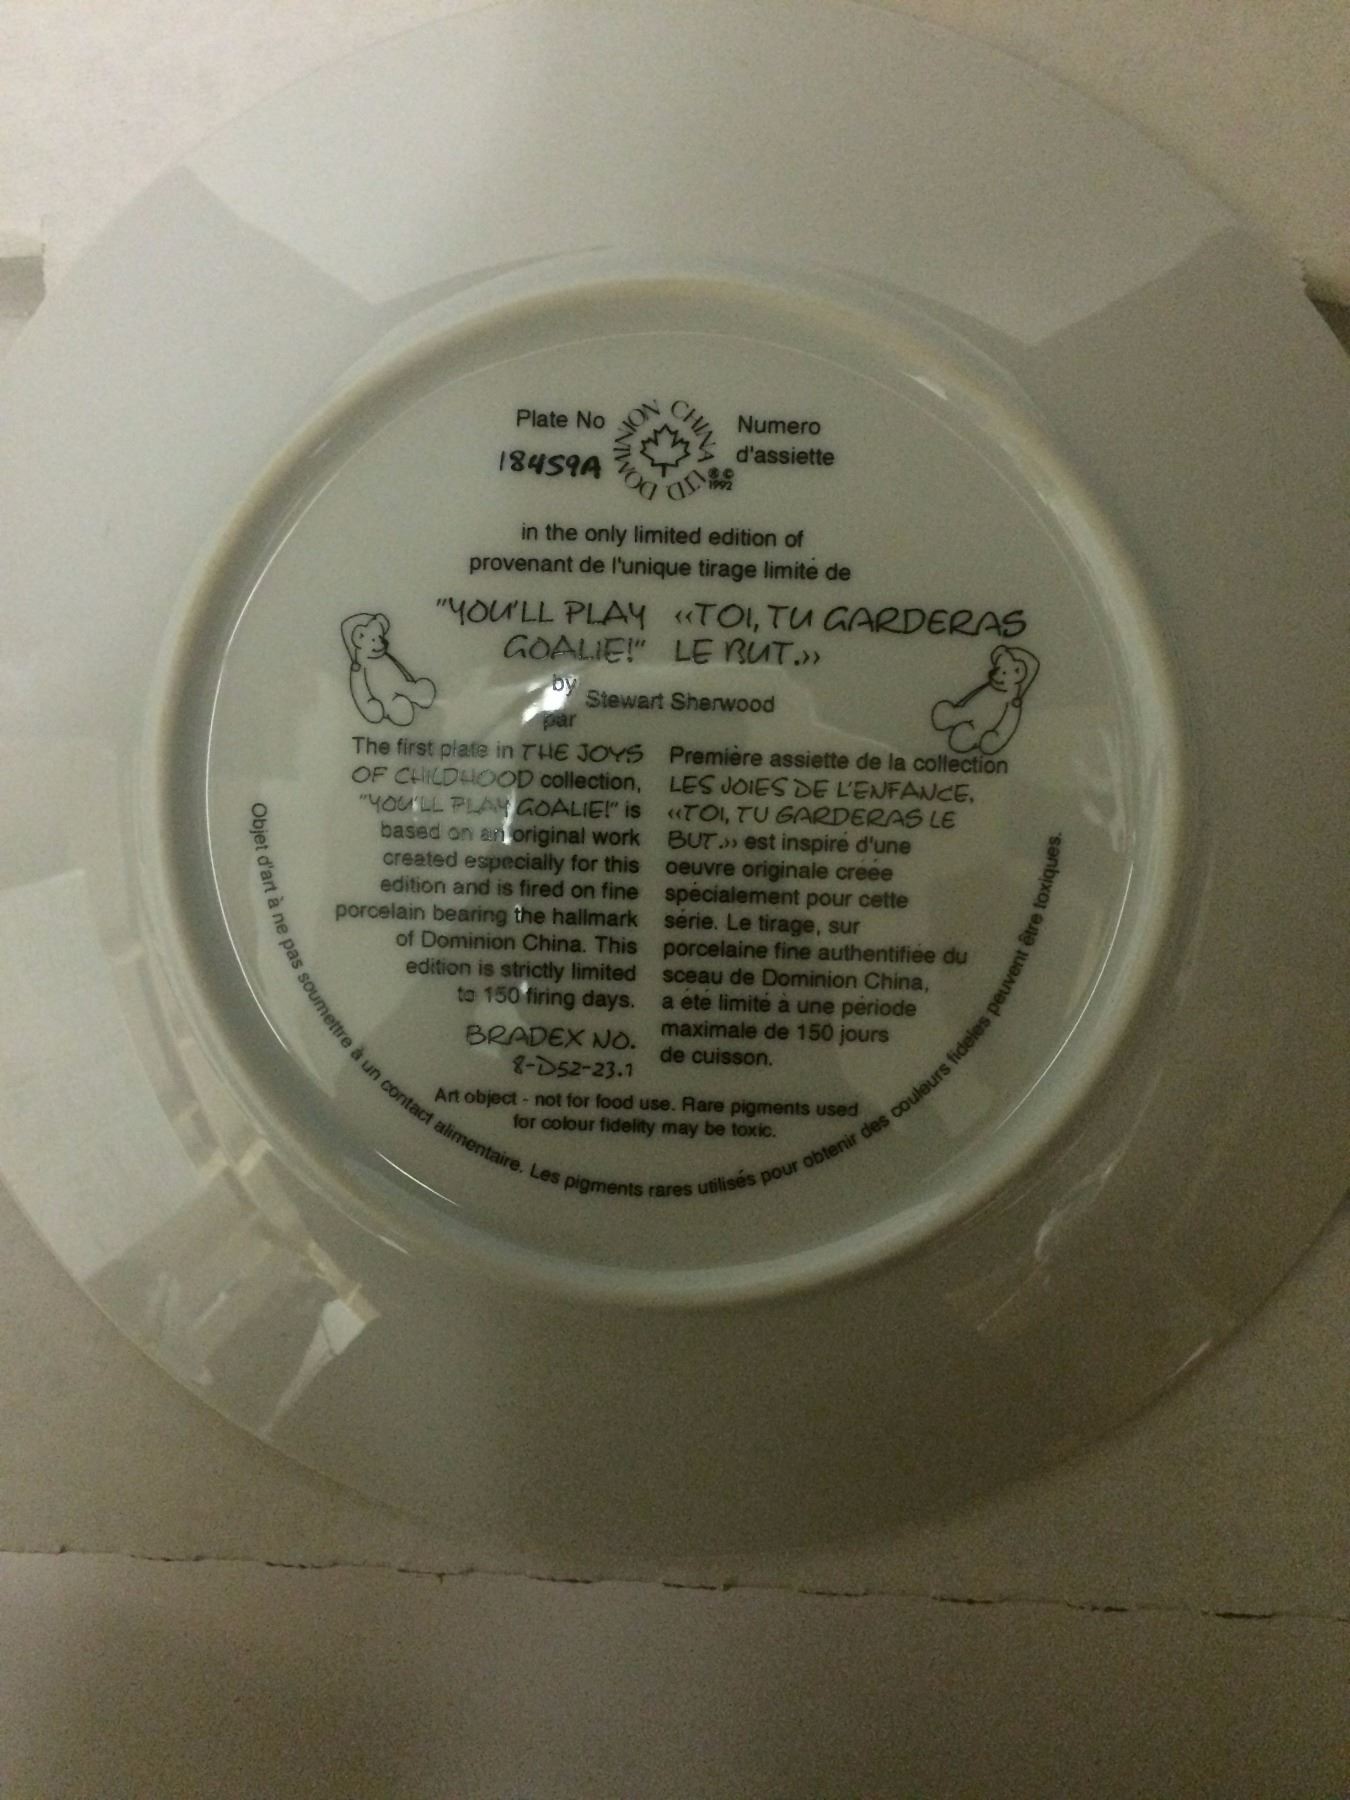 Plate No
18459A
DOMINION CHINA LTD
® ©
1992
Numero
d'assiette
in the only limited edition of
provenant de l'unique tirage limité de
"YOU'LL PLAY
GOALIE!"
«TOI, TU GARDERAS
LE BUT.»
by
par
Stewart Sherwood
The first plate in THE JOYS
OF CHILDHOOD collection,
"YOU'LL PLAY GOALIE!" is
based on an original work
created especially for this
edition and is fired on fine
porcelain bearing the hallmark
of Dominion China. This
edition is strictly limited
to 150 firing days.
BRADEX NO.
8-D52-23.1
Première assiette de la collection
LES JOIES DE L'ENFANCE,
«TOI, TU GARDERAS LE
BUT.» est inspiré d'une
oeuvre originale créée
spécialement pour cette
série. Le tirage, sur
porcelaine fine authentifiée du
sceau de Dominion China,
a été limité à une période
maximale de 150 jours
de cuisson.
Art object - not for food use. Rare pigments used
for colour fidelity may be toxic.
Objet d'art à ne pas soumettre à un contact alimentaire. Les pigments rares utilisés pour obtenir des couleurs fideles peuvent être toxiques.